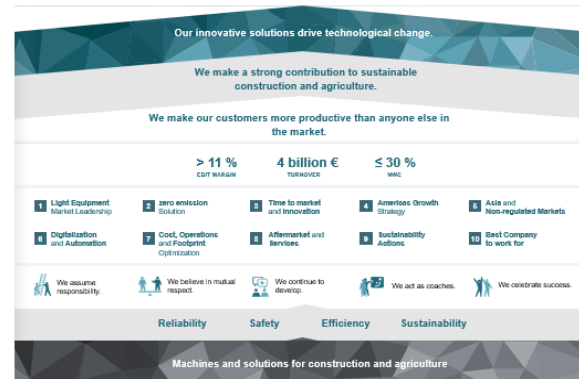 Our innovative solutions drive technological change.
We make a strong contribution to sustainable
construction and agriculture.
We make our customers more productive than anyone else in
the market.
> 11 % 4 billion € ≤ 30 %
EBIT MARGIN TURNOVER NWC
1 Light Equipment Market Leadership
2 zero emission Solution
3 Time to market and Innovation
4 Americas Growth Strategy
5 Asia and Non-regulated Markets
6 Digitalization and Automation
7 Cost, Operations and Footprint Optimization
8 Aftermarket and Services
9 Sustainability Actions
10 Best Company to work for
We assume
responsibility.
We believe in mutual
respect.
We continue to
develop.
We act as coaches.
We celebrate success.
Reliability Safety Efficiency Sustainability
Machines and solutions for construction and agriculture